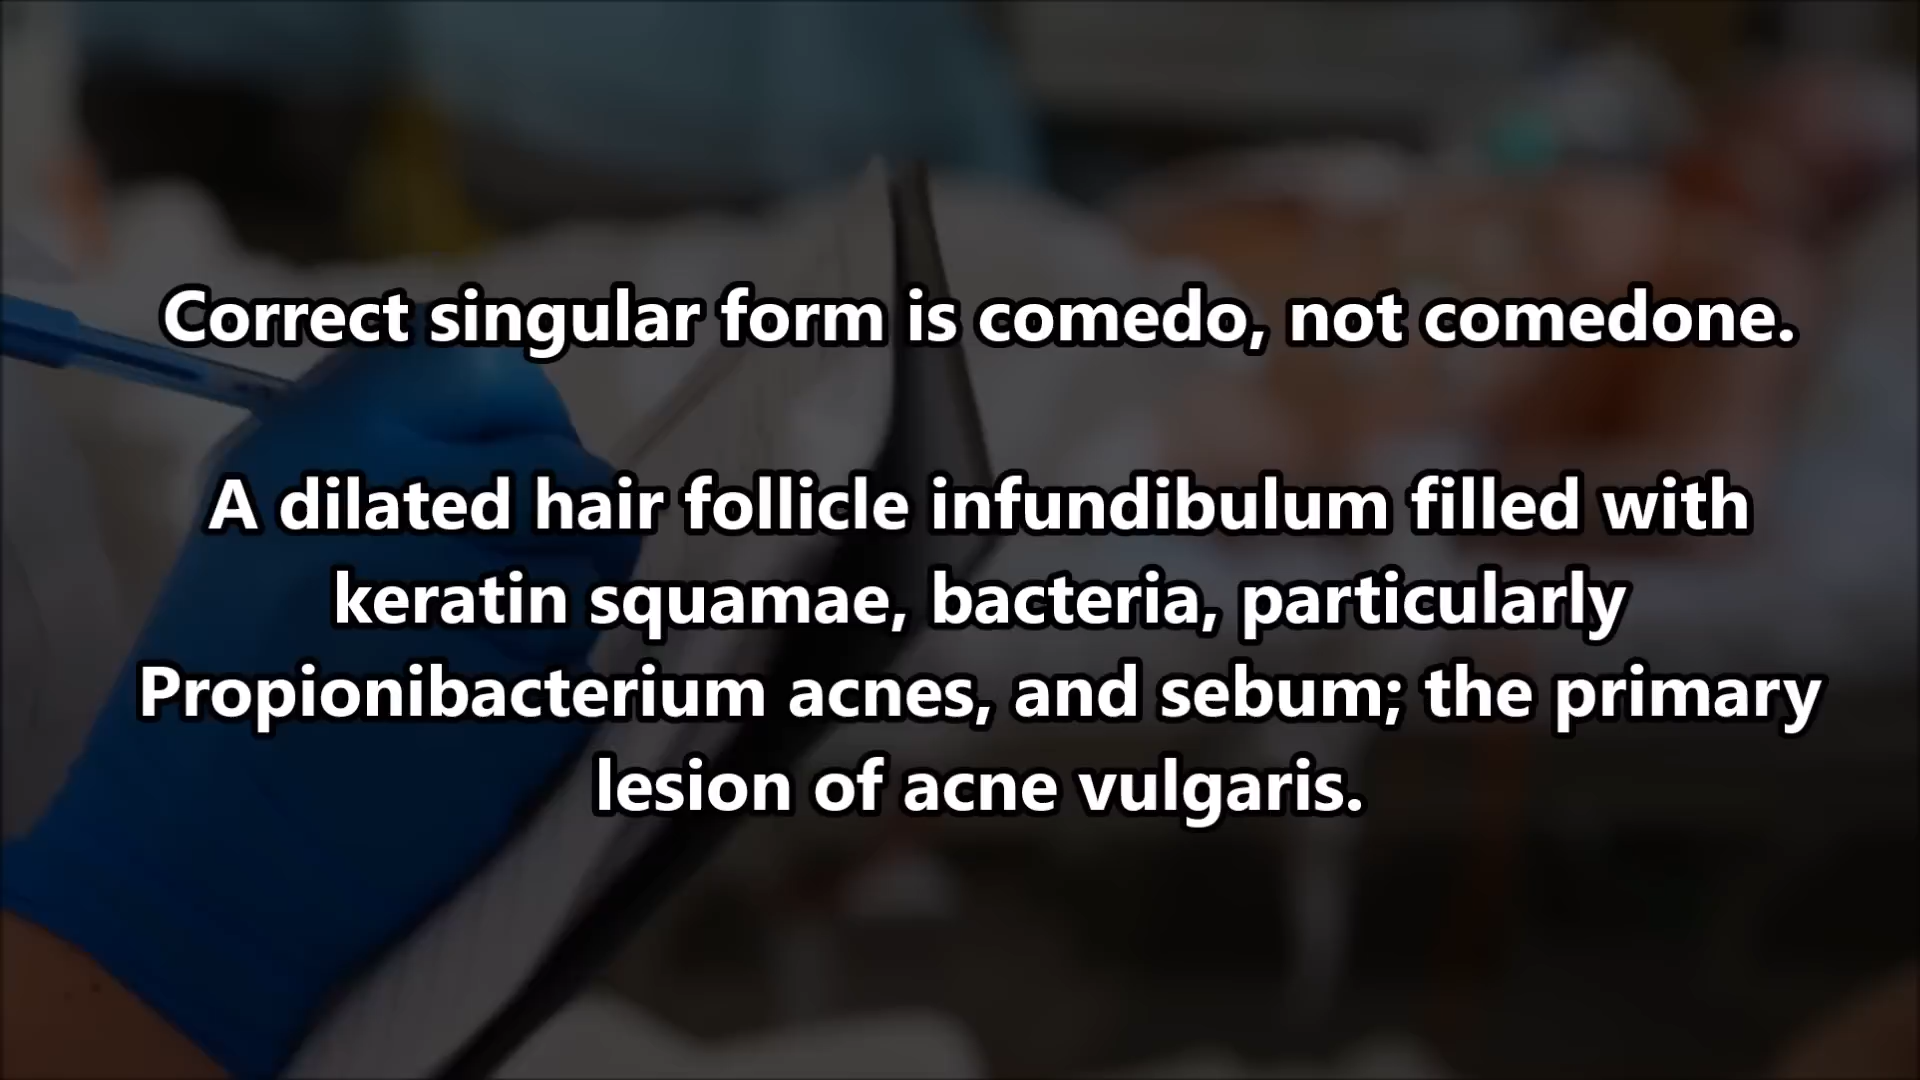 Correct singular form is comedo, not comedone.
A dilated hair follicle infundibulum filled with
keratin squamae, bacteria, particularly
Propionibacterium acnes, and sebum; the primary
lesion of acne vulgaris.